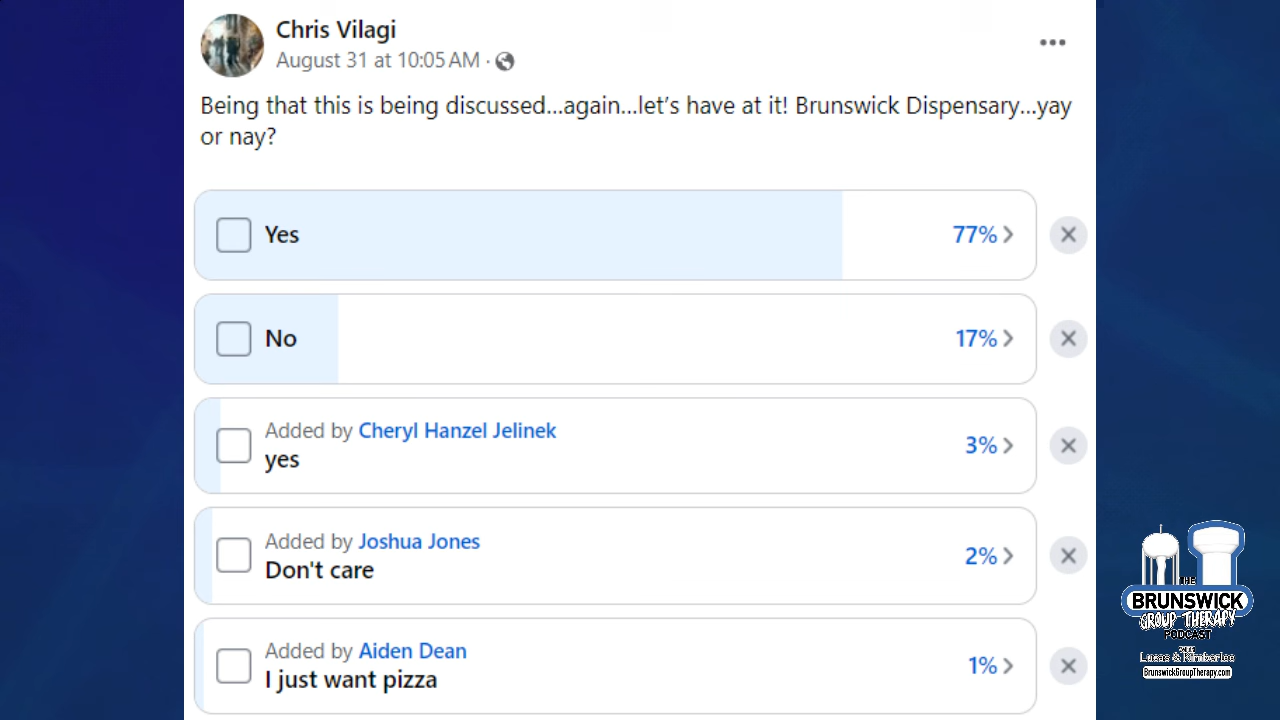 Chris Vilagi
August 31 at 10:05 AM ·
Being that this is being discussed...again...let's have at it! Brunswick Dispensary...yay
or nay?
Yes
77%
No
17%
Added by Cheryl Hanzel Jelinek
yes
3%
Added by Joshua Jones
Don't care
2%
Added by Aiden Dean
I just want pizza
1%
THE
BRUNSWICK
GROUP THERAPY
PODCAST
Lucas & Kimberlee
BrunswickGroupTherapy.com